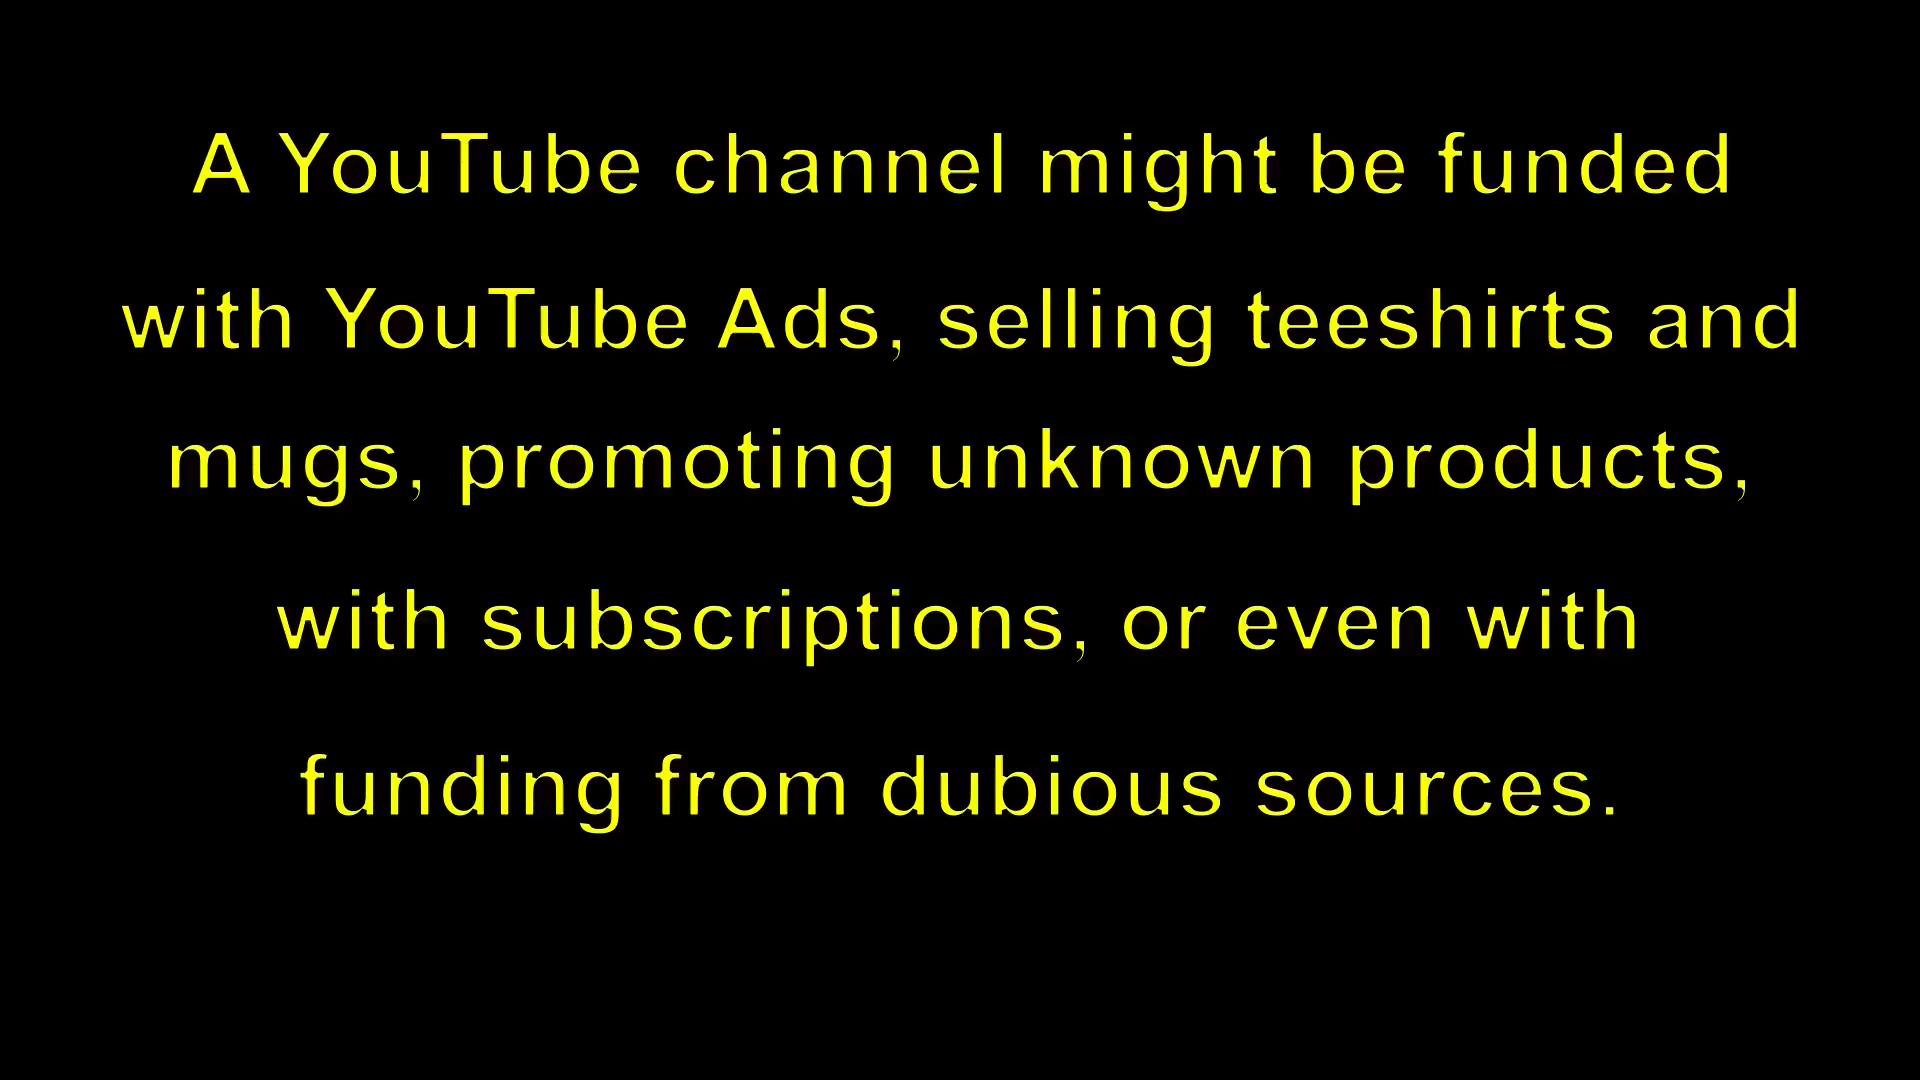 A YouTube channel might be funded
with YouTube Ads, selling teeshirts and
mugs, promoting unknown products,
with subscriptions, or even with
funding from dubious sources.